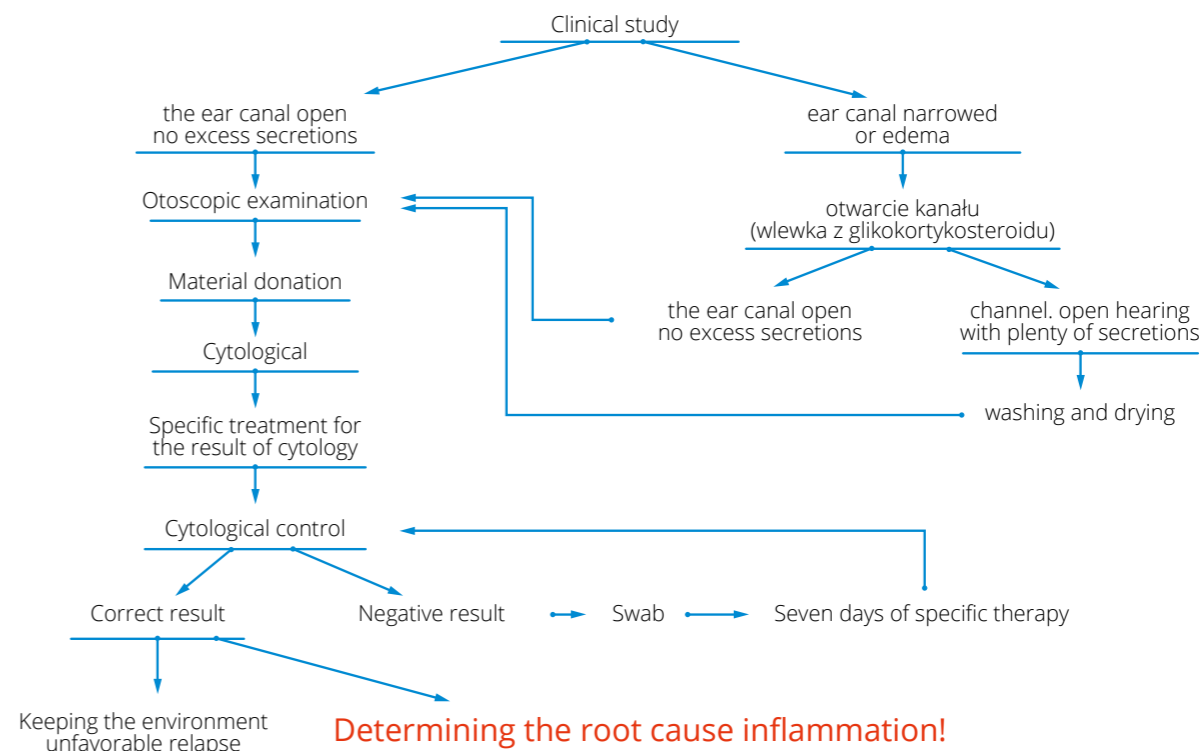 Clinical study
the ear canal open
no excess secretions
ear canal narrowed
or edema
Otoscopic examination
otwarcie kanału
(wlewka z glikokortykosteroidu)
Material donation
the ear canal open
no excess secretions
channel. open hearing
with plenty of secretions
Cytological
washing and drying
Specific treatment for
the result of cytology
Cytological control
Correct result
Negative result
Swab
Seven days of specific therapy
Keeping the environment
unfavorable relapse
Determining the root cause inflammation!